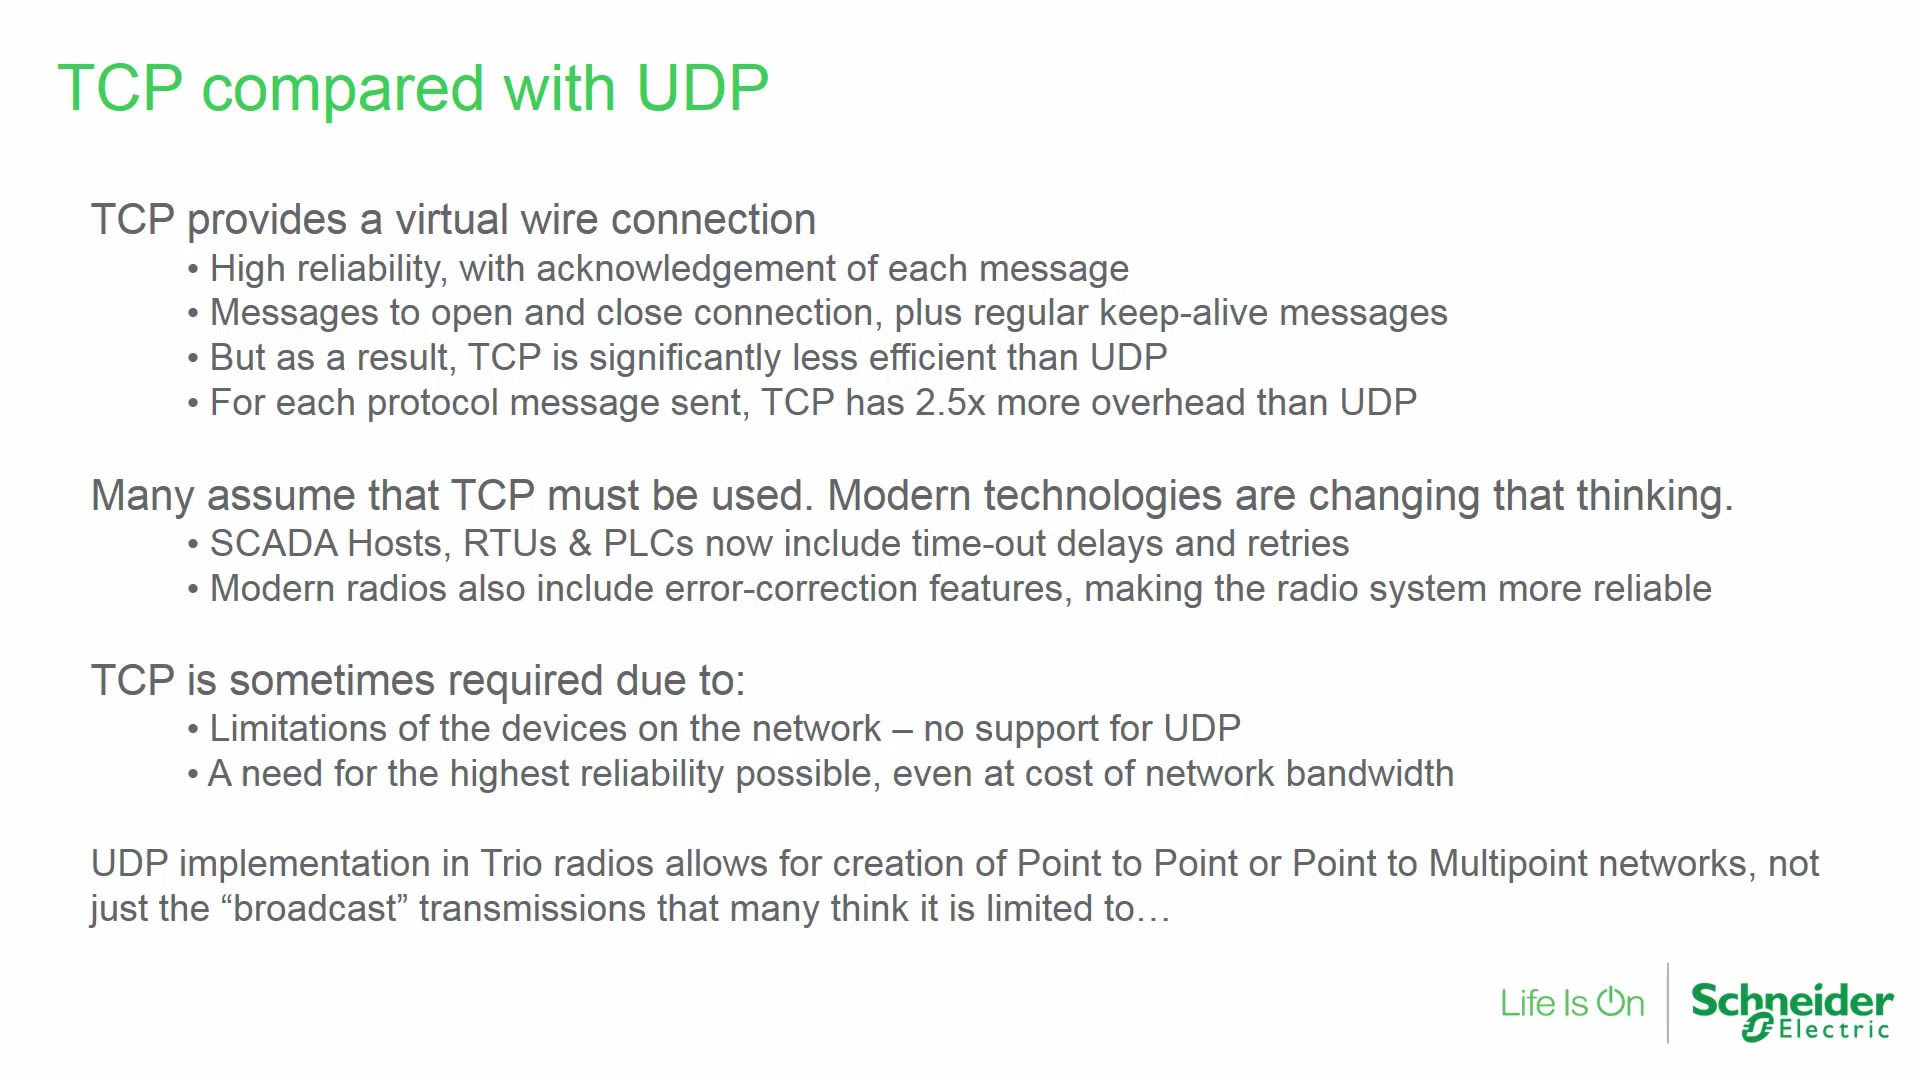 TCP compared with UDP
TCP provides a virtual wire connection
• High reliability, with acknowledgement of each message
• Messages to open and close connection, plus regular keep-alive messages
• But as a result, TCP is significantly less efficient than UDP
• For each protocol message sent, TCP has 2.5x more overhead than UDP
Many assume that TCP must be used. Modern technologies are changing that thinking.
• SCADA Hosts, RTUs & PLCs now include time-out delays and retries
• Modern radios also include error-correction features, making the radio system more reliable
TCP is sometimes required due to:
• Limitations of the devices on the network – no support for UDP
• A need for the highest reliability possible, even at cost of network bandwidth
UDP implementation in Trio radios allows for creation of Point to Point or Point to Multipoint networks, not
just the “broadcast” transmissions that many think it is limited to…
Life Is On
Schneider
Electric